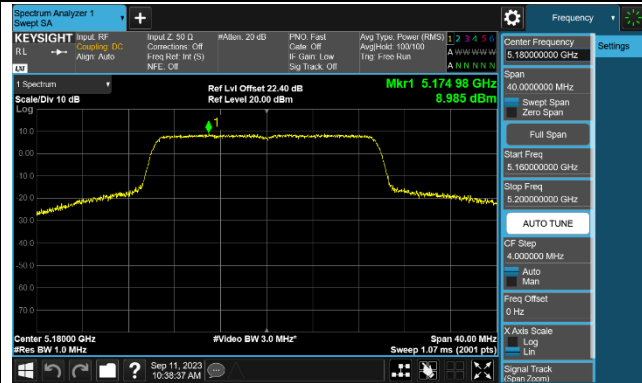 Spectrum Analyzer 1
Swept SA
+
Frequency
KEYSIGHT
RL
LXI
Input: RF
Coupling: DC
Align: Auto
Input Z: 50 Ω
Corrections: Off
Freq Ref: Int (S)
NFE: Off
#Atten: 20 dB
PNO: Fast
Gate: Off
IF Gain: Low
Sig Track: Off
Avg Type: Power (RMS)
Avg|Hold: 100/100
Trig: Free Run
1 2 3 4 5 6
A W W W W W
A N N N N N
Center Frequency
5.180000000 GHz
Settings
Span
40.0000000 MHz
Swept Span
Zero Span
Full Span
Start Freq
5.160000000 GHz
Stop Freq
5.200000000 GHz
AUTO TUNE
CF Step
4.000000 MHz
Auto
Man
Freq Offset
0 Hz
X Axis Scale
Log
Lin
Signal Track
(Span Zoom)
1 Spectrum
Scale/Div 10 dB
Log
Ref Lvl Offset 22.40 dB
Ref Level 20.00 dBm
Mkr1 5.174 98 GHz
8.985 dBm
1
10.0
0.00
-10.0
-20.0
-30.0
-40.0
-50.0
-60.0
-70.0
Center 5.18000 GHz
#Res BW 1.0 MHz
#Video BW 3.0 MHz*
Span 40.00 MHz
Sweep 1.07 ms (2001 pts)
?
Sep 11, 2023
10:38:37 AM